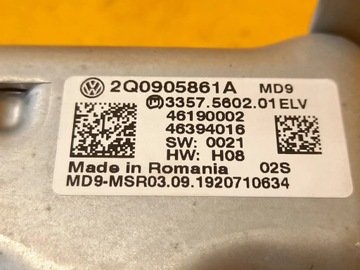 2Q0905861A MD9
3357.5602.01 ELV
46190002
46394016
SW: 0021
HW: H08
Made in Romania 02S
MD9-MSR03.09.1920710634